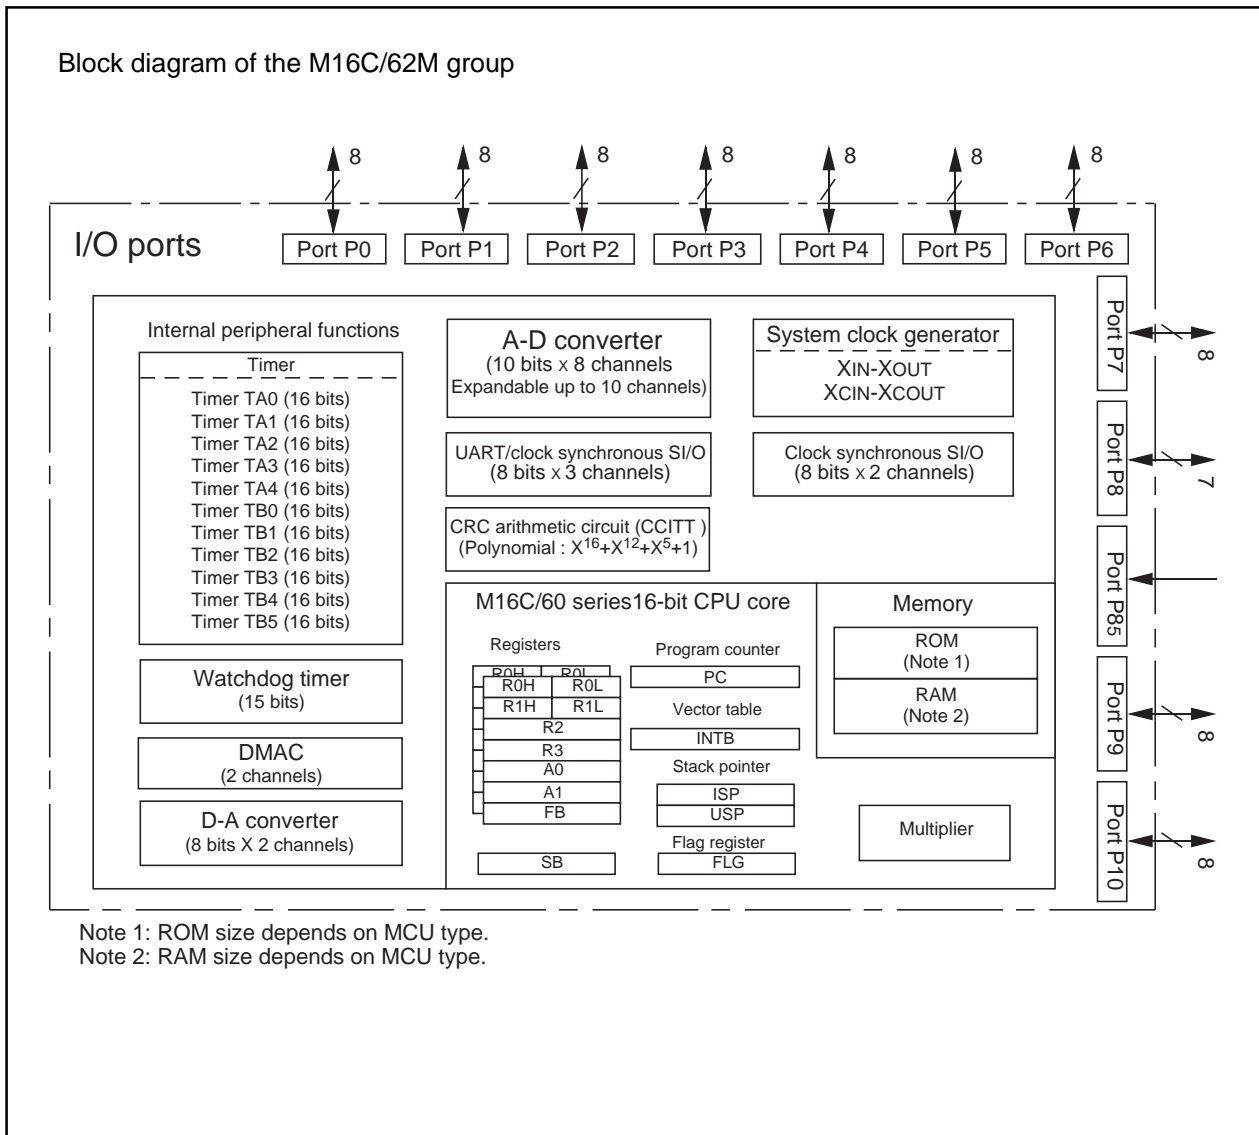 Block diagram of the M16C/62M group
8 8 8 8 8 8 8
I/O ports
Port P0 Port P1 Port P2 Port P3 Port P4 Port P5 Port P6
Port P7
8
Port P8
7
Port P85
Port P9
8
Port P10
8
Internal peripheral functions
Timer
Timer TA0 (16 bits)
Timer TA1 (16 bits)
Timer TA2 (16 bits)
Timer TA3 (16 bits)
Timer TA4 (16 bits)
Timer TB0 (16 bits)
Timer TB1 (16 bits)
Timer TB2 (16 bits)
Timer TB3 (16 bits)
Timer TB4 (16 bits)
Timer TB5 (16 bits)
Watchdog timer
(15 bits)
DMAC
(2 channels)
D-A converter
(8 bits X 2 channels)
A-D converter
(10 bits x 8 channels
Expandable up to 10 channels)
System clock generator
XIN-XOUT
XCIN-XCOUT
UART/clock synchronous SI/O
(8 bits x 3 channels)
Clock synchronous SI/O
(8 bits x 2 channels)
CRC arithmetic circuit (CCITT )
(Polynomial : X16+X12+X5+1)
M16C/60 series16-bit CPU core
Registers
R0H R0L
R0H R0L
R1H R1L
R2
R3
A0
A1
FB
SB
Program counter
PC
Vector table
INTB
Stack pointer
ISP
USP
Flag register
FLG
Memory
ROM
(Note 1)
RAM
(Note 2)
Multiplier
Note 1: ROM size depends on MCU type.
Note 2: RAM size depends on MCU type.